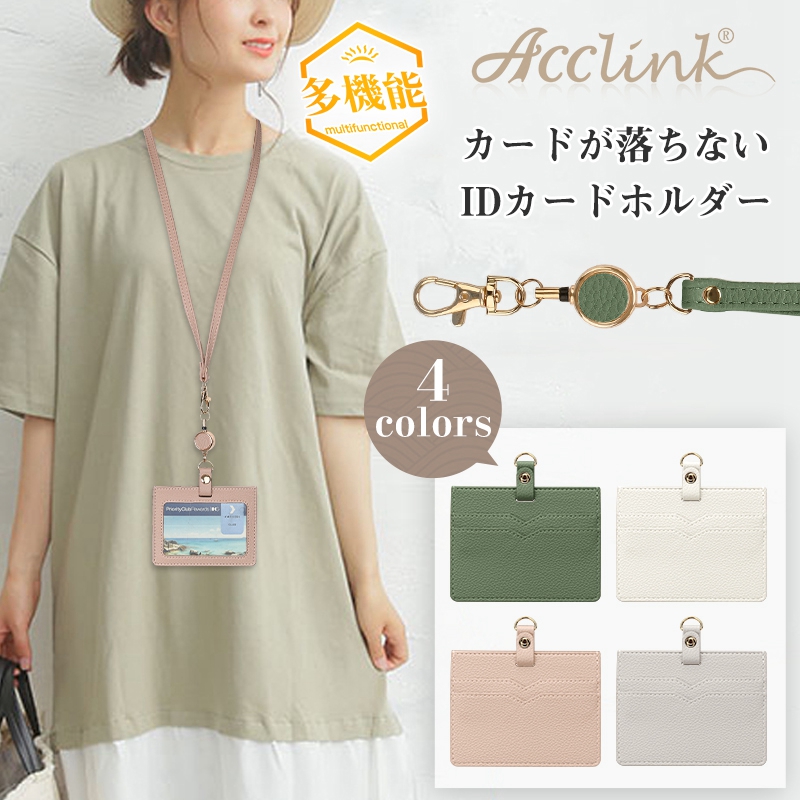 多機能
multifunctional
Acclink®
カードが落ちない
IDカードホルダー
4
colors
PriorityClubRewards